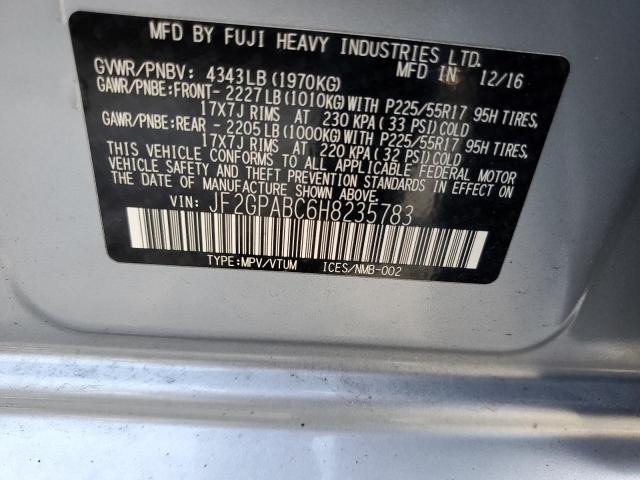 MFD BY FUJI HEAVY INDUSTRIES LTD.
GVWR/PNBV: 4343LB(1970KG) MFD IN 12/16
GAWR/PNBE:FRONT-2227LB(1010KG)WITH P225/55R17 95H TIRES,
17X7J RIMS AT 230 KPA(33 PSI)COLD
GAWR/PNBE:REAR -2205LB(1000KG)WITH P225/55R17 95H TIRES,
17X7J RIMS AT 220 KPA(32 PSI)COLD
THIS VEHICLE CONFORMS TO ALL APPLICABLE FEDERAL MOTOR
VEHICLE SAFETY AND THEFT PREVENTION STANDARDS IN EFFECT ON
THE DATE OF MANUFACTURE SHOWN ABOVE.
VIN: JF2GPABC6H8235783
TYPE:MPV/VTUM ICES/NMB-002